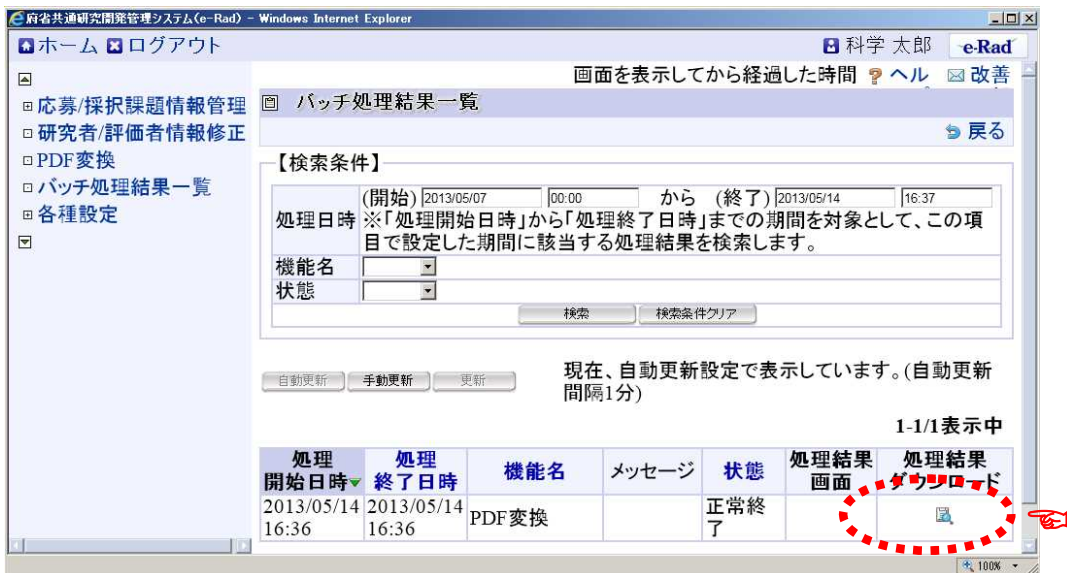 府省共通研究開発管理システム(e-Rad) - Windows Internet Explorer
ホーム ログアウト 科学 太郎 e-Rad
画面を表示してから経過した時間 ヘル 改善
応募/採択課題情報管理
研究者/評価者情報修正
PDF変換
バッチ処理結果一覧
各種設定
バッチ処理結果一覧
戻る
【検索条件】
処理日時
(開始) 2013/05/07 00:00 から (終了) 2013/05/14 16:37
※「処理開始日時」から「処理終了日時」までの期間を対象として、この項
目で設定した期間に該当する処理結果を検索します。
機能名
状態
検索 検索条件クリア
自動更新 手動更新 更新
現在、自動更新設定で表示しています。(自動更新
間隔1分)
1-1/1表示中
処理
開始日時▼
処理
終了日時
機能名
メッセージ
状態
処理結果
画面
処理結果
ダウンロード
2013/05/14
16:36
2013/05/14
16:36
PDF変換
正常終
了
100%